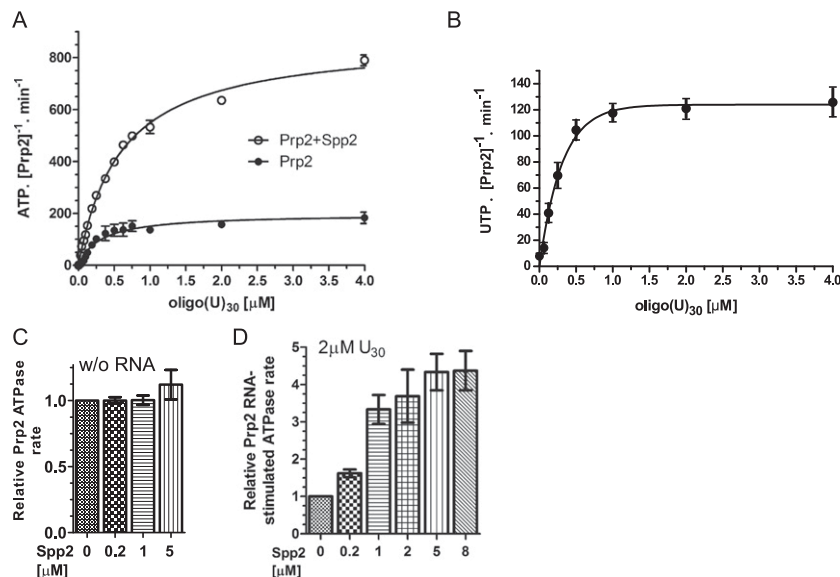 A
ATP. [Prp2]⁻¹. min⁻¹
800
600
400
200
0
Prp2+Spp2
Prp2
0.0 0.5 1.0 1.5 2.0 2.5 3.0 3.5 4.0
oligo(U)₃₀ [μM]
B
UTP. [Prp2]⁻¹. min⁻¹
140
120
100
80
60
40
20
0
0.0 0.5 1.0 1.5 2.0 2.5 3.0 3.5 4.0
oligo(U)₃₀ [μM]
C
w/o RNA
Relative Prp2 ATPase
rate
1.0
0.5
0.0
Spp2 0 0.2 1 5
[μM]
D
2μM U₃₀
Relative Prp2 RNA-
stimulated ATPase rate
5
4
3
2
1
0
Spp2 0 0.2 1 2 5 8
[μM]